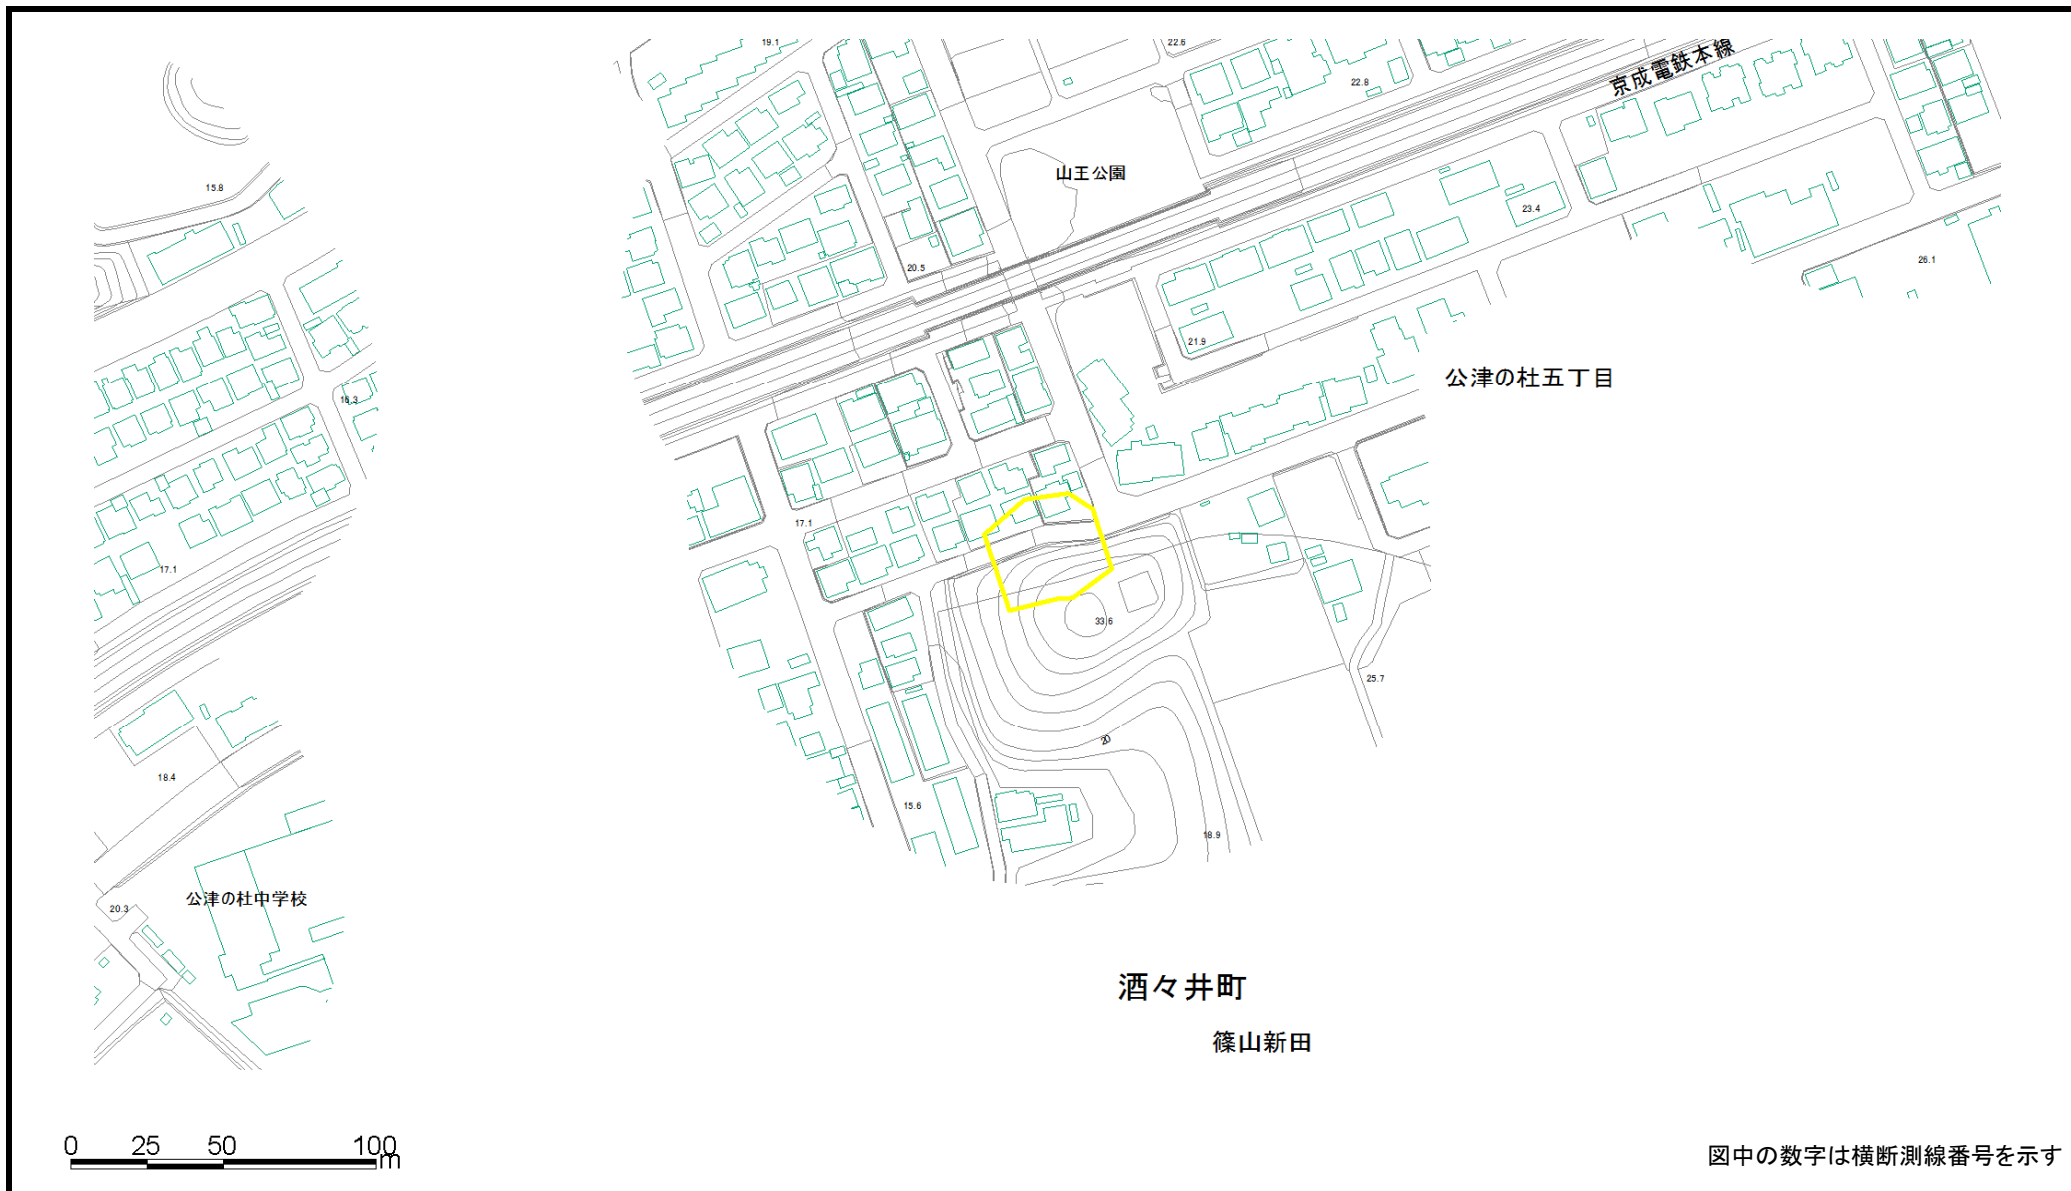 19.1
22.6
京成電鉄本線
22.8
山王公園
15.8
23.4
20.5
26.1
21.9
公津の杜五丁目
16.3
17.1
17.1
33.6
25.7
20
18.4
15.6
18.9
公津の杜中学校
20.3
酒々井町
篠山新田
0 25 50 100
m
図中の数字は横断測線番号を示す